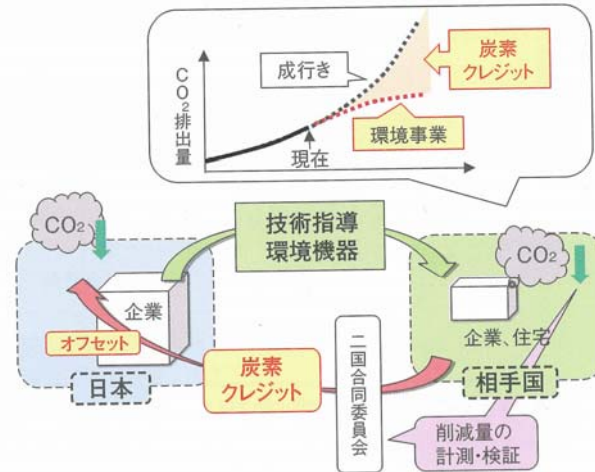 CO₂排出量
成行き
炭素
クレジット
環境事業
現在
CO₂
技術指導
環境機器
CO₂
企業
企業、住宅
オフセット
炭素
クレジット
二国合同委員会
日本
相手国
削減量の
計測・検証